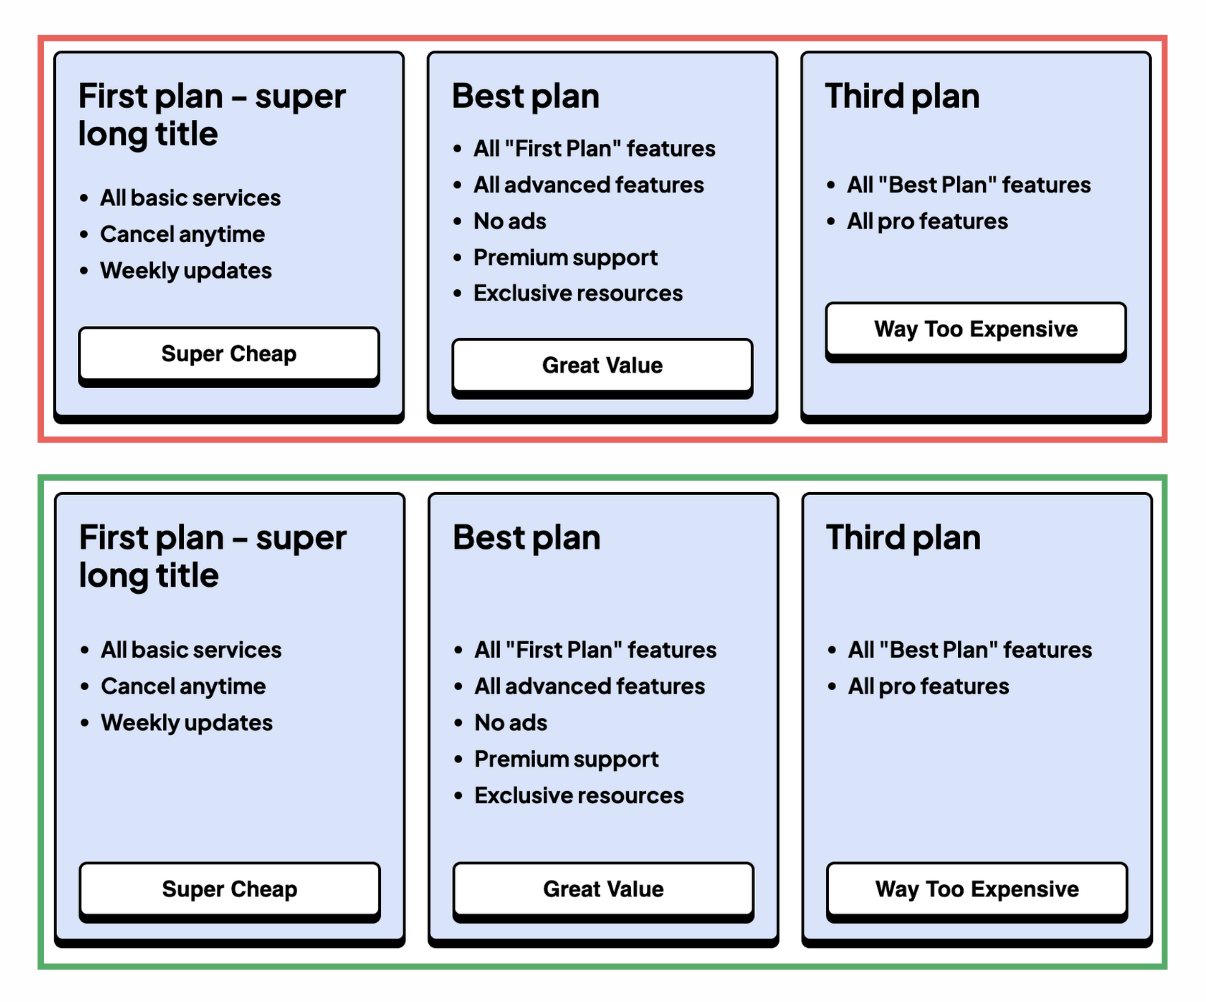 First plan – super
long title
• All basic services
• Cancel anytime
• Weekly updates
Super Cheap
Best plan
• All "First Plan" features
• All advanced features
• No ads
• Premium support
• Exclusive resources
Great Value
Third plan
• All "Best Plan" features
• All pro features
Way Too Expensive
First plan – super
long title
• All basic services
• Cancel anytime
• Weekly updates
Super Cheap
Best plan
• All "First Plan" features
• All advanced features
• No ads
• Premium support
• Exclusive resources
Great Value
Third plan
• All "Best Plan" features
• All pro features
Way Too Expensive